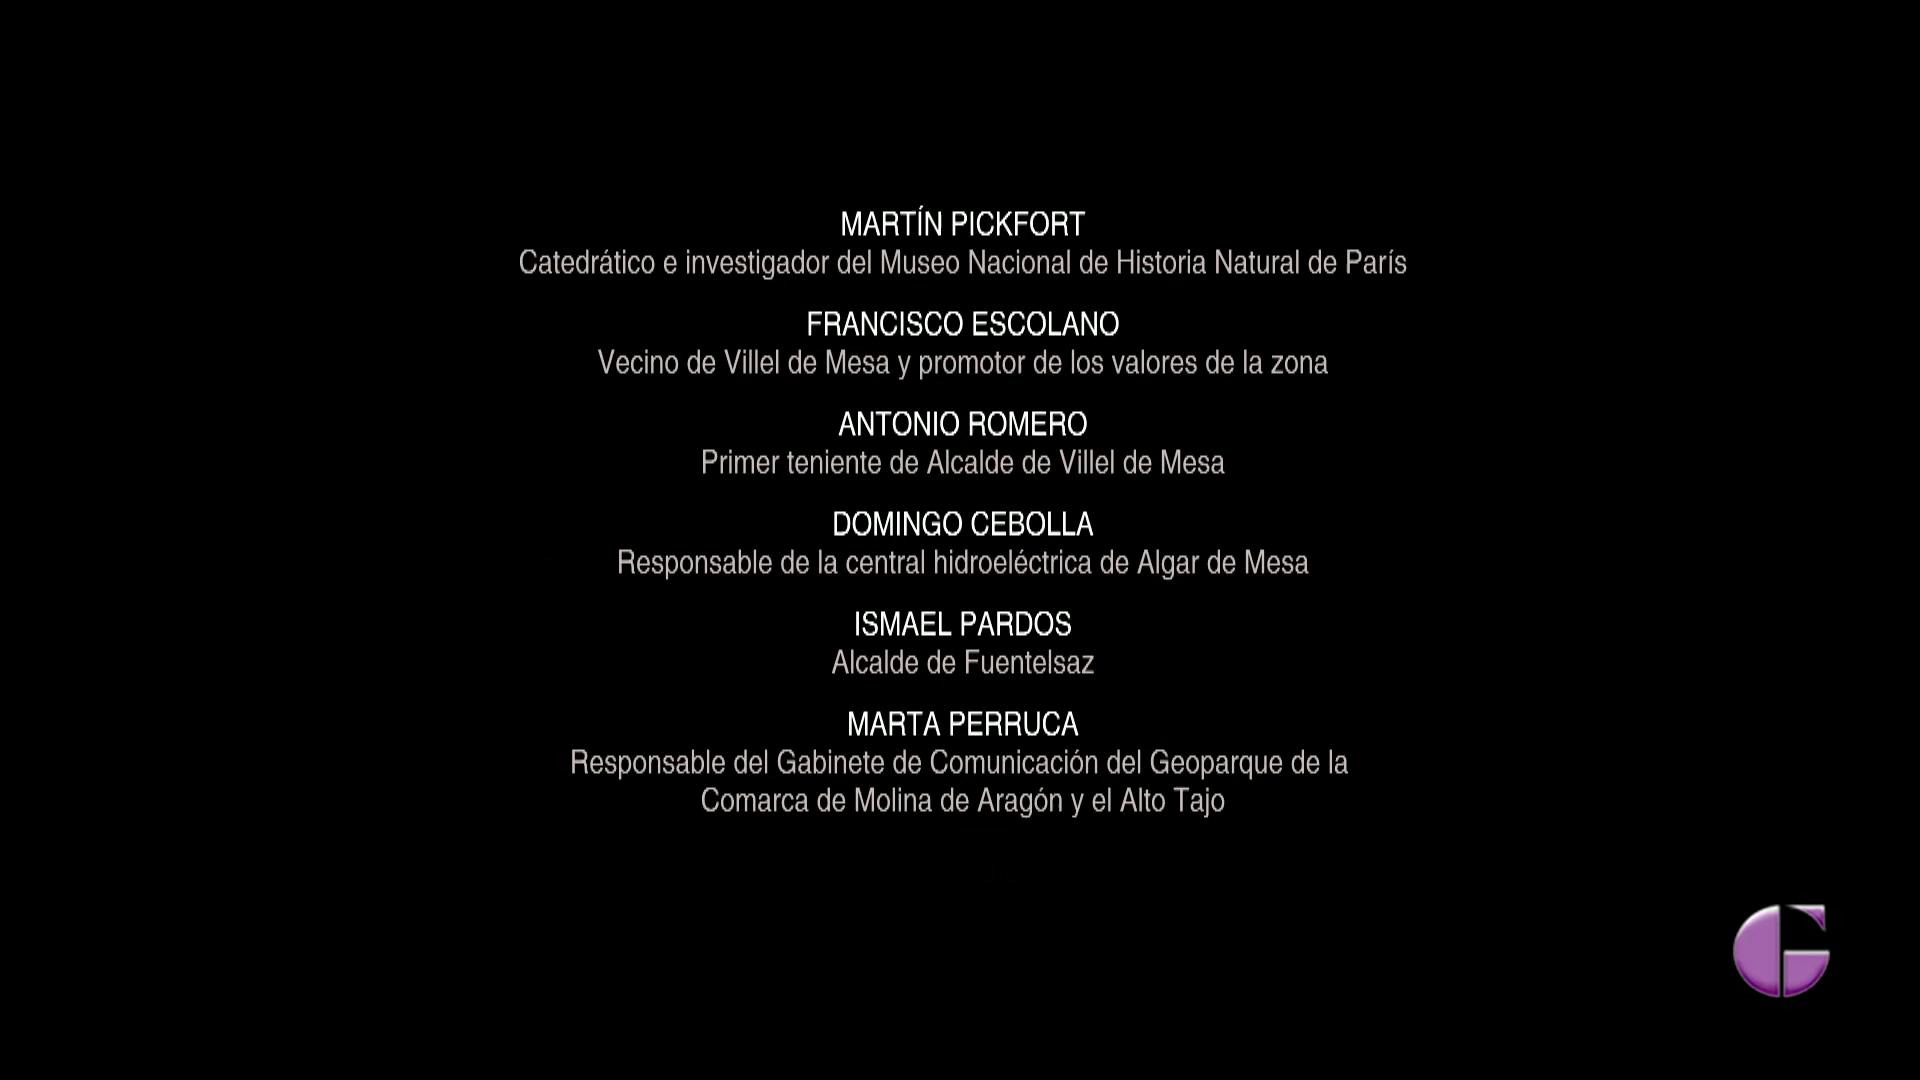 MARTÍN PICKFORT
Catedrático e investigador del Museo Nacional de Historia Natural de París
FRANCISCO ESCOLANO
Vecino de Villel de Mesa y promotor de los valores de la zona
ANTONIO ROMERO
Primer teniente de Alcalde de Villel de Mesa
DOMINGO CEBOLLA
Responsable de la central hidroeléctrica de Algar de Mesa
ISMAEL PARDOS
Alcalde de Fuentelsaz
MARTA PERRUCA
Responsable del Gabinete de Comunicación del Geoparque de la
Comarca de Molina de Aragón y el Alto Tajo
G